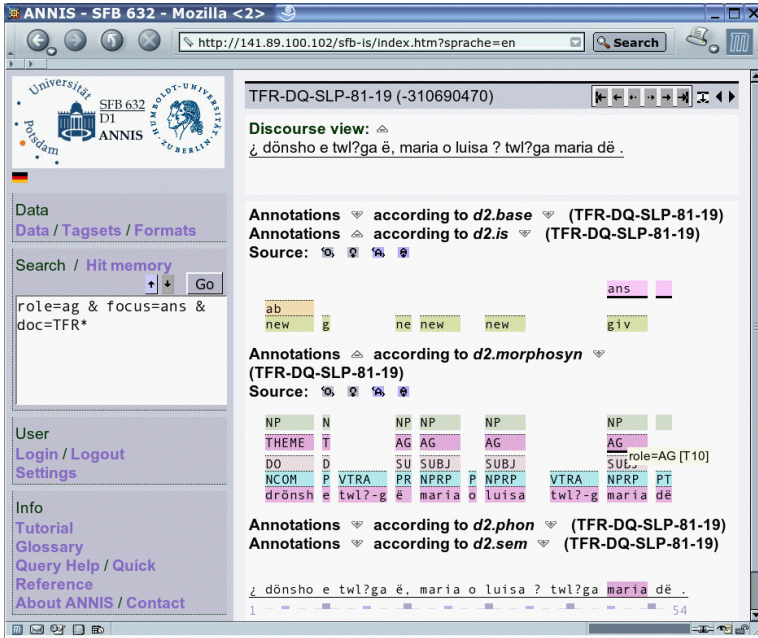 ANNIS - SFB 632 - Mozilla <2>
http://141.89.100.102/sfb-is/index.htm?sprache=en
Search
Universität Potsdam
SFB 632
D1
ANNIS
HUMBOLDT-UNIVERSITÄT ZU BERLIN
Data
Data / Tagsets / Formats
Search / Hit memory
Go
role=ag & focus=ans &
doc=TFR*
User
Login / Logout
Settings
Info
Tutorial
Glossary
Query Help / Quick
Reference
About ANNIS / Contact
TFR-DQ-SLP-81-19 (-310690470)
Discourse view:
¿ dönsho e twl?ga ë, maria o luisa ? twl?ga maria dë .
Annotations according to d2.base (TFR-DQ-SLP-81-19)
Annotations according to d2.is (TFR-DQ-SLP-81-19)
Source:
ans
ab
new g ne new new giv
Annotations according to d2.morphosyn
(TFR-DQ-SLP-81-19)
Source:
NP N NP NP NP NP
THEME T AG AG AG AG
role=AG [T10]
DO D SU SUBJ SUBJ SUBJ
NCOM P VTRA PR NPRP P NPRP VTRA NPRP PT
drönsh e twl?-g ë maria o luisa twl?-g maria dë
Annotations according to d2.phon (TFR-DQ-SLP-81-19)
Annotations according to d2.sem (TFR-DQ-SLP-81-19)
¿ dönsho e twl?ga ë, maria o luisa ? twl?ga maria dë .
1 54